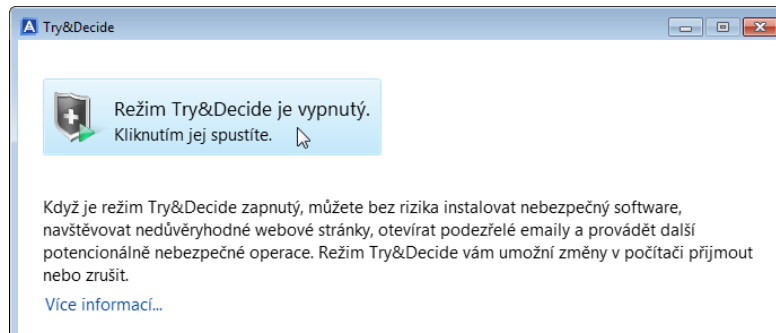 Try&Decide
Režim Try&Decide je vypnutý.
Kliknutím jej spustíte.
Když je režim Try&Decide zapnutý, můžete bez rizika instalovat nebezpečný software,
navštěvovat nedůvěryhodné webové stránky, otevírat podezřelé emaily a provádět další
potencionálně nebezpečné operace. Režim Try&Decide vám umožní změny v počítači přijmout
nebo zrušit.
Více informací...